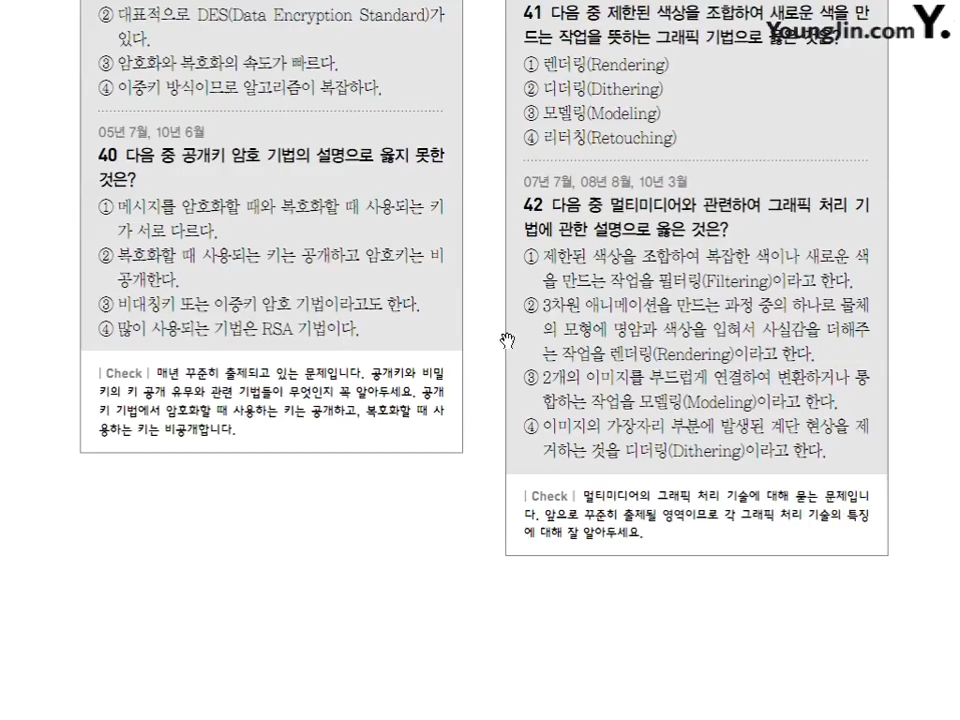 ② 대표적으로 DES(Data Encryption Standard)가
있다.
③ 암호화와 복호화의 속도가 빠르다.
④ 이중키 방식이므로 알고리즘이 복잡하다.
05년 7월, 10년 6월
40 다음 중 공개키 암호 기법의 설명으로 옳지 못한
것은?
① 메시지를 암호화할 때와 복호화할 때 사용되는 키
가 서로 다르다.
② 복호화할 때 사용되는 키는 공개하고 암호키는 비
공개한다.
③ 비대칭키 또는 이중키 암호 기법이라고도 한다.
④ 많이 사용되는 기법은 RSA 기법이다.
| Check | 매년 꾸준히 출제되고 있는 문제입니다. 공개키와 비밀
키의 키 공개 유무와 관련 기법들이 무엇인지 꼭 알아두세요. 공개
키 기법에서 암호화할 때 사용하는 키는 공개하고, 복호화할 때 사
용하는 키는 비공개합니다.
41 다음 중 제한된 색상을 조합하여 새로운 색을 만
드는 작업을 뜻하는 그래픽 기법으로 옳은 것은?
① 렌더링(Rendering)
② 디더링(Dithering)
③ 모델링(Modeling)
④ 리터칭(Retouching)
07년 7월, 08년 8월, 10년 3월
42 다음 중 멀티미디어와 관련하여 그래픽 처리 기
법에 관한 설명으로 옳은 것은?
① 제한된 색상을 조합하여 복잡한 색이나 새로운 색
을 만드는 작업을 필터링(Filtering)이라고 한다.
② 3차원 애니메이션을 만드는 과정 중의 하나로 물체
의 모형에 명암과 색상을 입혀서 사실감을 더해주
는 작업을 렌더링(Rendering)이라고 한다.
③ 2개의 이미지를 부드럽게 연결하여 변환하거나 통
합하는 작업을 모델링(Modeling)이라고 한다.
④ 이미지의 가장자리 부분에 발생된 계단 현상을 제
거하는 것을 디더링(Dithering)이라고 한다.
| Check | 멀티미디어의 그래픽 처리 기술에 대해 묻는 문제입니
다. 앞으로 꾸준히 출제될 영역이므로 각 그래픽 처리 기술의 특징
에 대해 잘 알아두세요.
Youngjin.com Y.